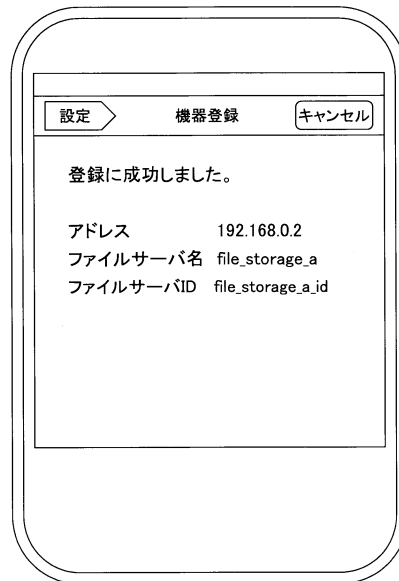 設定 機器登録 キャンセル
登録に成功しました。
アドレス 192.168.0.2
ファイルサーバ名 file_storage_a
ファイルサーバID file_storage_a_id